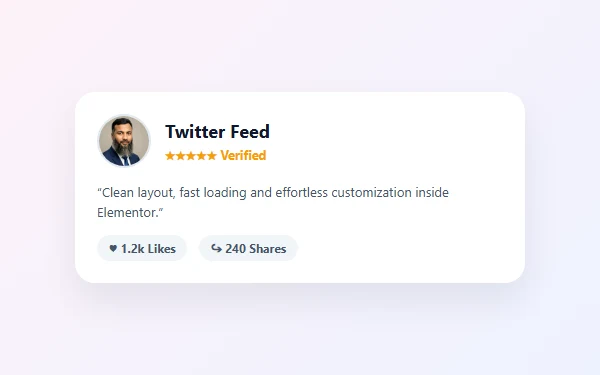 Twitter Feed
★★★★★ Verified
“Clean layout, fast loading and effortless customization inside
Elementor.”
♥ 1.2k Likes ↪ 240 Shares